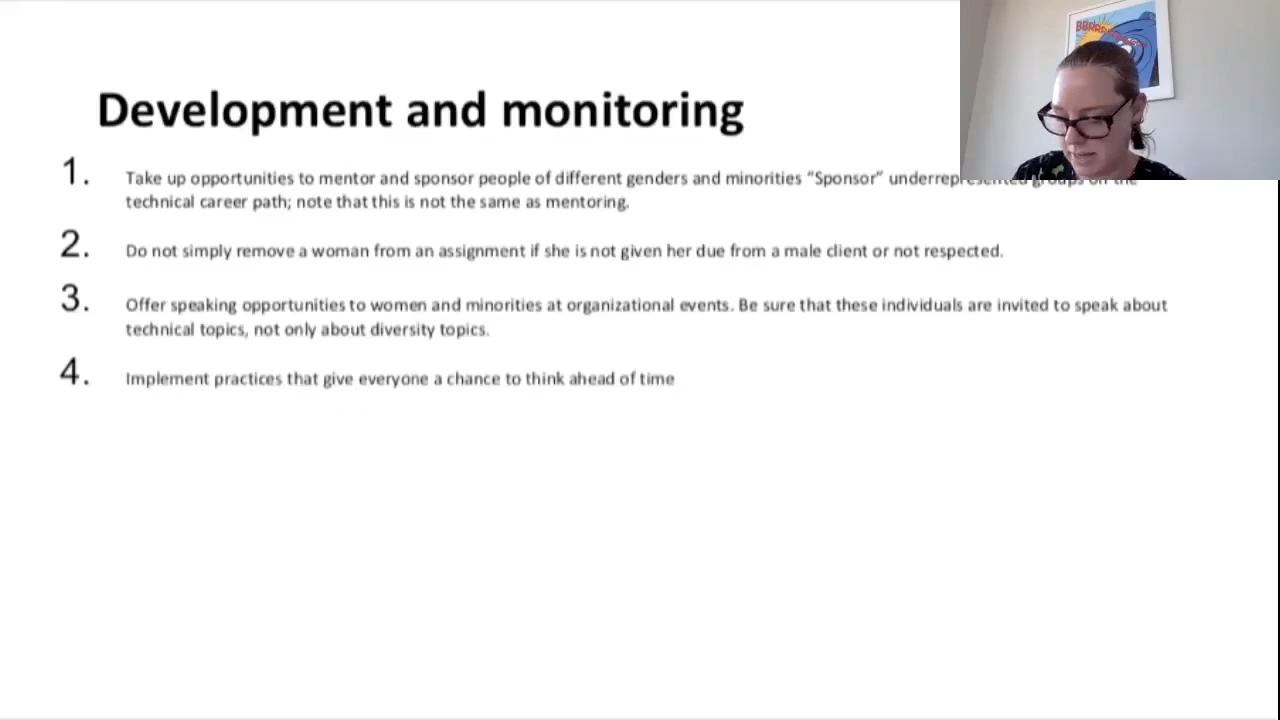 Development and monitoring
1. Take up opportunities to mentor and sponsor people of different genders and minorities “Sponsor” underrepresented groups on the
technical career path; note that this is not the same as mentoring.
2. Do not simply remove a woman from an assignment if she is not given her due from a male client or not respected.
3. Offer speaking opportunities to women and minorities at organizational events. Be sure that these individuals are invited to speak about
technical topics, not only about diversity topics.
4. Implement practices that give everyone a chance to think ahead of time